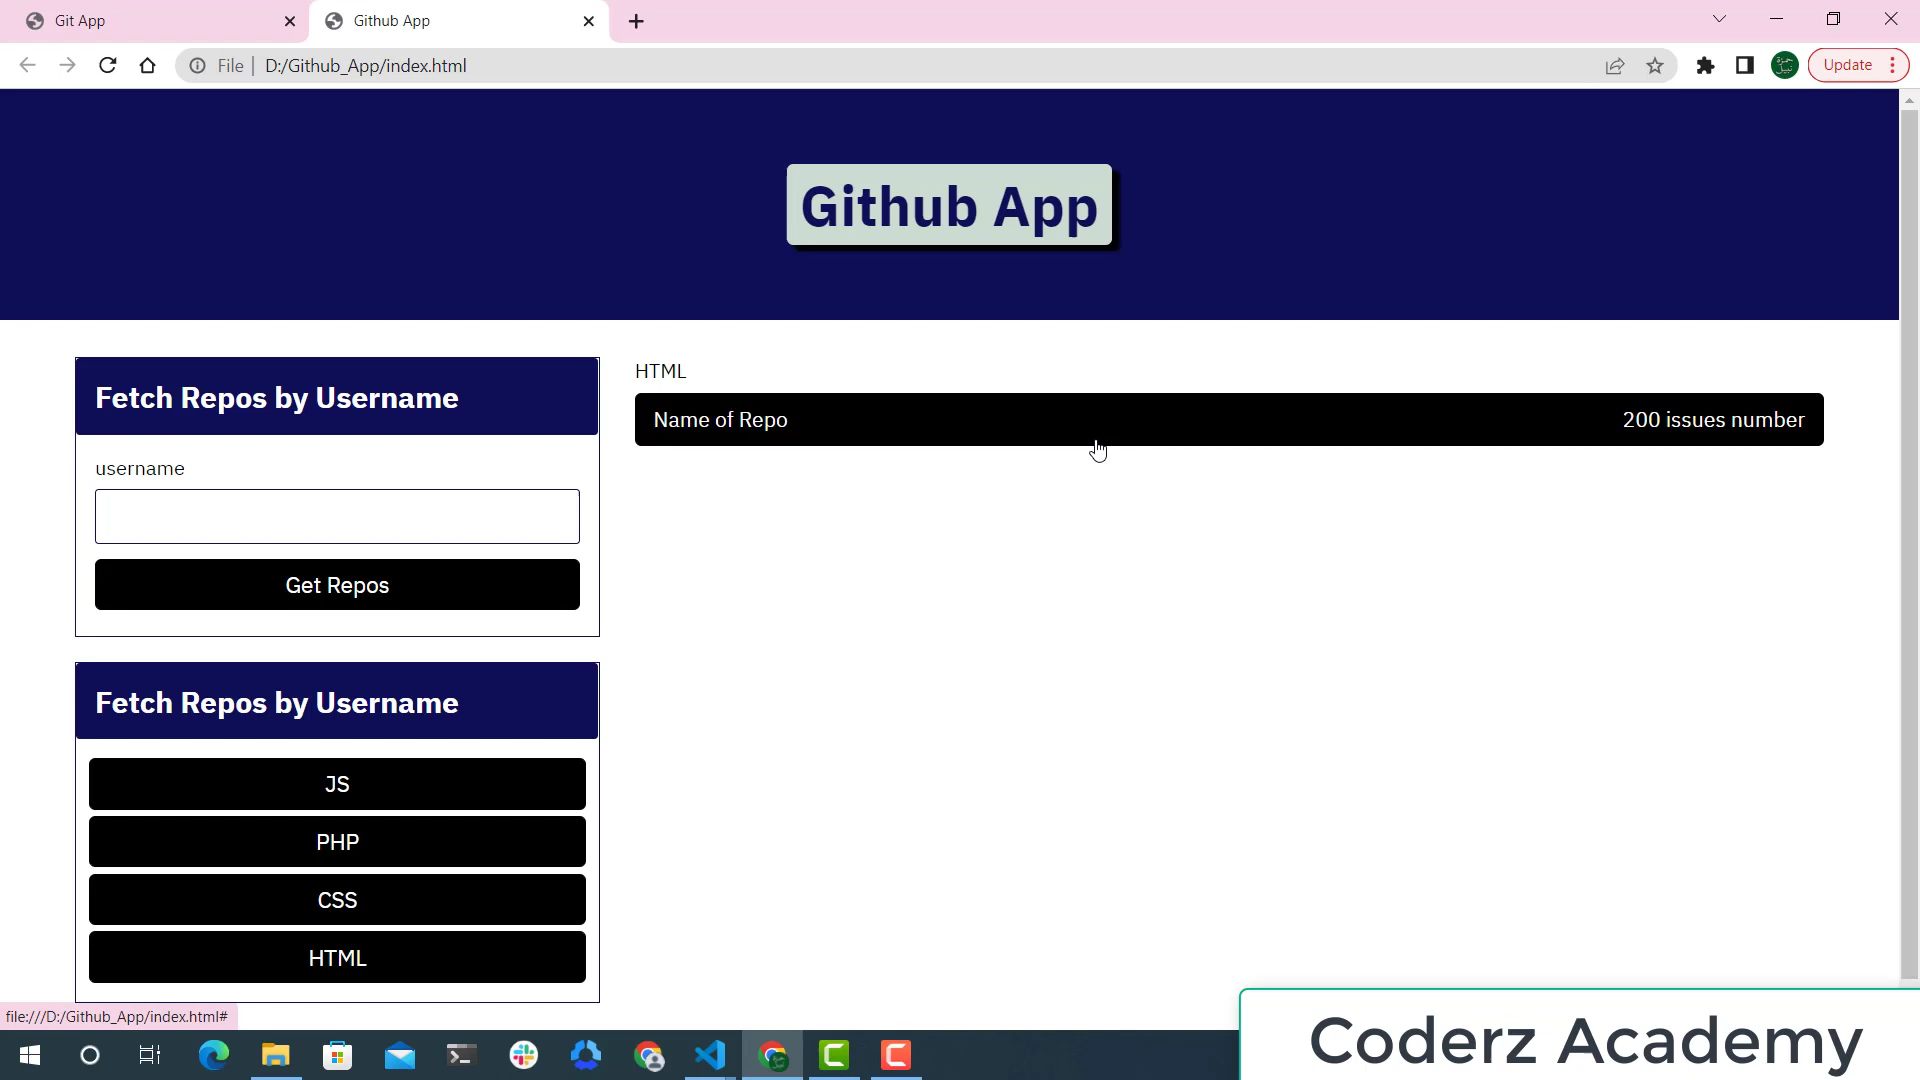 Git App
Github App
File
D:/Github_App/index.html
Update
Github App
Fetch Repos by Username
username
Get Repos
Fetch Repos by Username
JS
PHP
CSS
HTML
HTML
Name of Repo
200 issues number
file:///D:/Github_App/index.html#
Coderz Academy